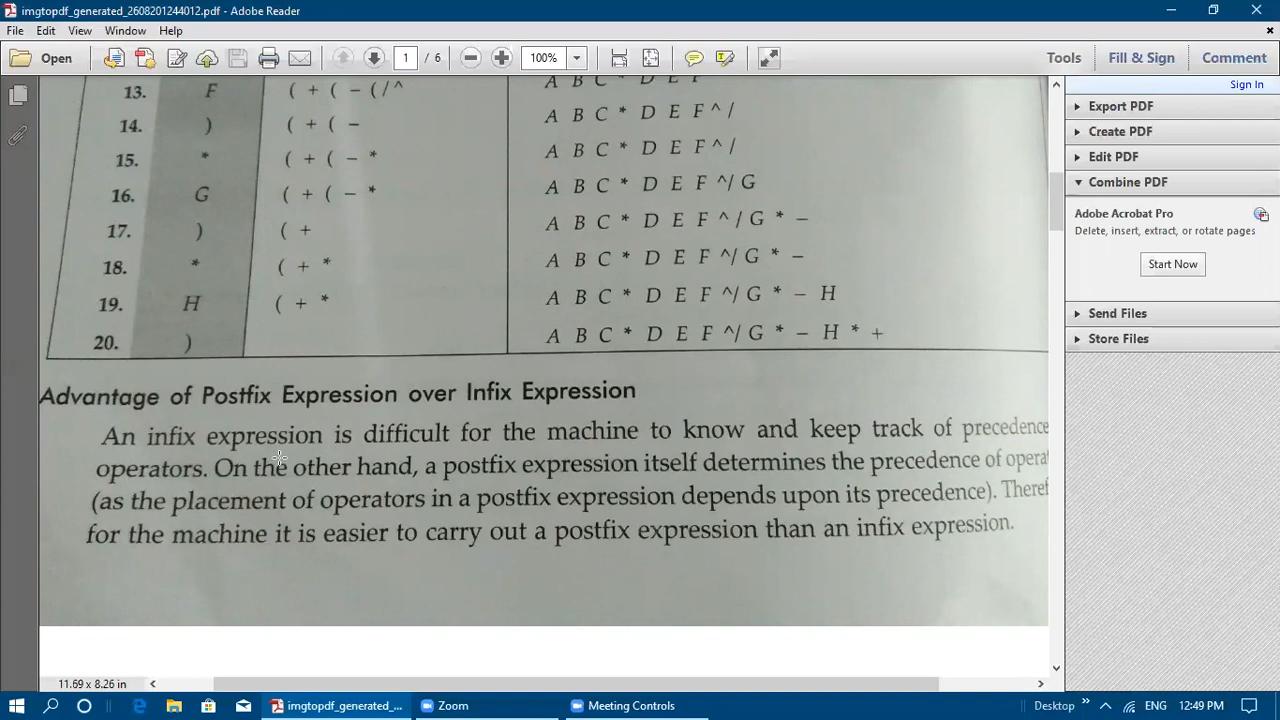 imgtopdf_generated_2608201244012.pdf - Adobe Reader
File Edit View Window Help
Open 1 / 6 100% Tools Fill & Sign Comment
Sign In
Export PDF
Create PDF
Edit PDF
Combine PDF
Adobe Acrobat Pro
Delete, insert, extract, or rotate pages
Start Now
Send Files
Store Files
13. F ( + ( – ( / ^ A B C * D E F
14. ) ( + ( – A B C * D E F ^ /
15. * ( + ( – * A B C * D E F ^ /
16. G ( + ( – * A B C * D E F ^ / G
17. ) ( + A B C * D E F ^ / G * –
18. * ( + * A B C * D E F ^ / G * –
19. H ( + * A B C * D E F ^ / G * – H
20. ) A B C * D E F ^ / G * – H * +
Advantage of Postfix Expression over Infix Expression
An infix expression is difficult for the machine to know and keep track of precedence
operators. On the other hand, a postfix expression itself determines the precedence of opera
(as the placement of operators in a postfix expression depends upon its precedence). Theref
for the machine it is easier to carry out a postfix expression than an infix expression.
11.69 x 8.26 in
imgtopdf_generated_... Zoom Meeting Controls Desktop ENG 12:49 PM